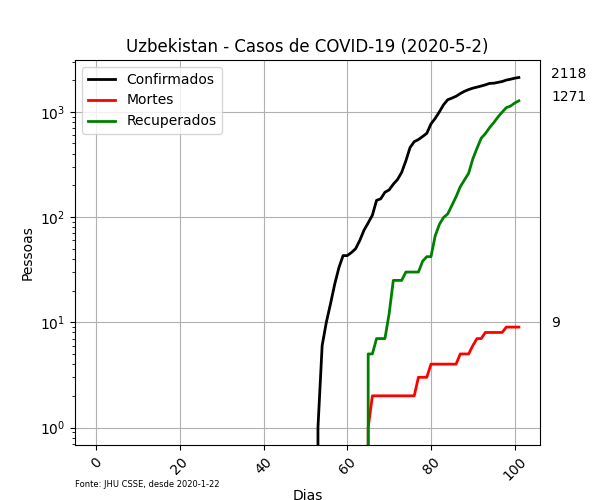 Uzbekistan - Casos de COVID-19 (2020-5-2)
Confirmados
Mortes
Recuperados
2118
1271
9
Pessoas
10³
10²
10¹
10⁰
0 20 40 60 80 100
Dias
Fonte: JHU CSSE, desde 2020-1-22